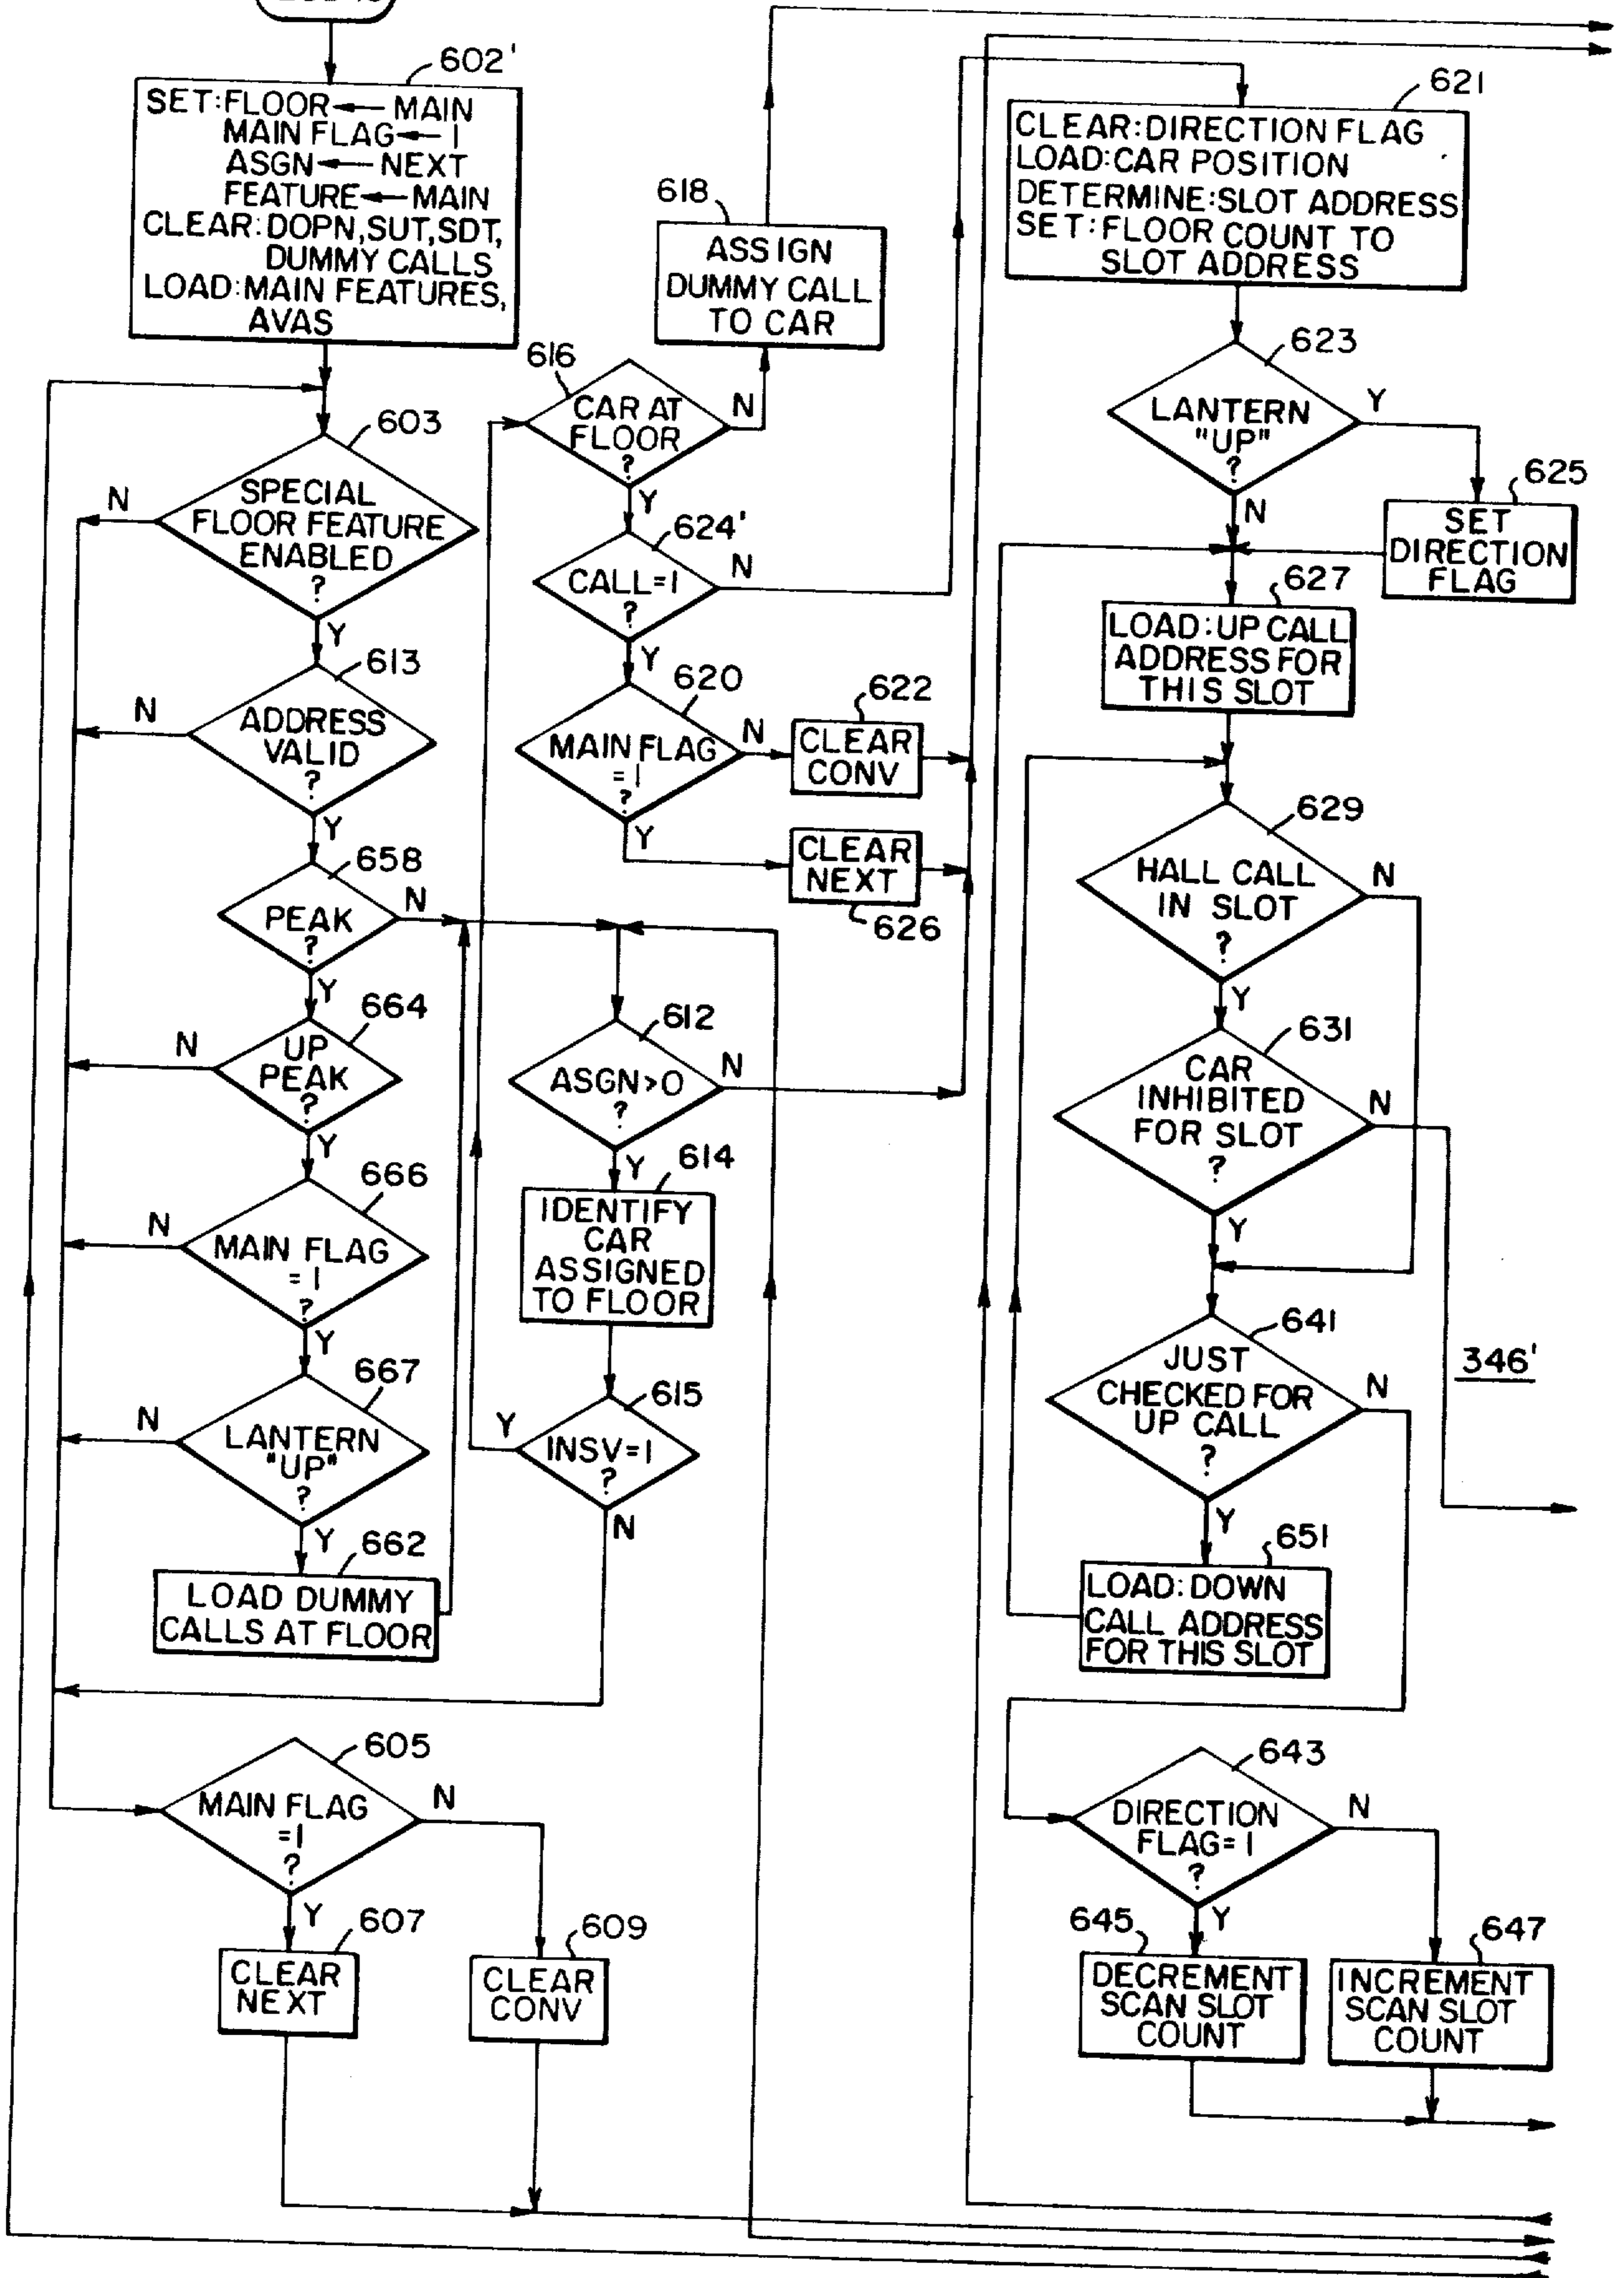 602'
SET:FLOOR←MAIN
MAIN FLAG←1
ASGN←NEXT
FEATURE←MAIN
CLEAR:DOPN,SUT,SDT,
DUMMY CALLS
LOAD:MAIN FEATURES,
AVAS
603
SPECIAL
FLOOR FEATURE
ENABLED
?
N
Y
613
ADDRESS
VALID
?
N
Y
658
PEAK
?
N
Y
664
UP
PEAK
?
N
Y
666
MAIN FLAG
=1
?
N
Y
667
LANTERN
"UP"
?
N
Y
662
LOAD DUMMY
CALLS AT FLOOR
605
MAIN FLAG
=1
?
N
Y
607
CLEAR
NEXT
609
CLEAR
CONV
618
ASSIGN
DUMMY CALL
TO CAR
616
CAR AT
FLOOR
?
N
Y
624'
CALL=1
?
N
Y
620
MAIN FLAG
=1
?
N
Y
622
CLEAR
CONV
CLEAR
NEXT
626
612
ASGN>0
?
N
Y
614
IDENTIFY
CAR
ASSIGNED
TO FLOOR
615
INSV=1
?
Y
N
621
CLEAR:DIRECTION FLAG
LOAD:CAR POSITION
DETERMINE:SLOT ADDRESS
SET:FLOOR COUNT TO
SLOT ADDRESS
623
LANTERN
"UP"
?
Y
N
625
SET
DIRECTION
FLAG
627
LOAD:UP CALL
ADDRESS FOR
THIS SLOT
629
HALL CALL
IN SLOT
?
N
Y
631
CAR
INHIBITED
FOR SLOT
?
N
Y
641
JUST
CHECKED FOR
UP CALL
?
N
Y
346'
651
LOAD:DOWN
CALL ADDRESS
FOR THIS SLOT
643
DIRECTION
FLAG=1
?
N
Y
645
DECREMENT
SCAN SLOT
COUNT
647
INCREMENT
SCAN SLOT
COUNT